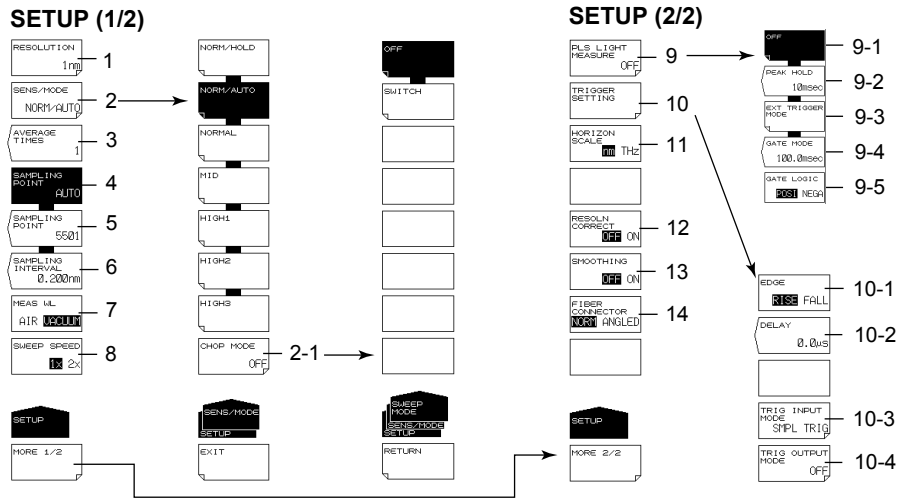 SETUP (1/2)
RESOLUTION
1nm
1
SENS/MODE
NORM/AUTO
2
AVERAGE
TIMES
1
3
SAMPLING
POINT
AUTO
4
SAMPLING
POINT
5501
5
SAMPLING
INTERVAL
0.200nm
6
MEAS WL
AIR VACUUM
7
SWEEP SPEED
1x 2x
8
SETUP
MORE 1/2
NORM/HOLD
NORM/AUTO
NORMAL
MID
HIGH1
HIGH2
HIGH3
CHOP MODE
OFF
2-1
SENS/MODE
SETUP
EXIT
OFF
SWITCH
SWEEP
MODE
SENS/MODE
SETUP
RETURN
SETUP (2/2)
PLS LIGHT
MEASURE
OFF
9
TRIGGER
SETTING
10
HORIZON
SCALE
nm THz
11
RESOLN
CORRECT
OFF ON
12
SMOOTHING
OFF ON
13
FIBER
CONNECTOR
NORM ANGLED
14
SETUP
MORE 2/2
OFF
9-1
PEAK HOLD
10msec
9-2
EXT TRIGGER
MODE
9-3
GATE MODE
100.0msec
9-4
GATE LOGIC
POSI NEGA
9-5
EDGE
RISE FALL
10-1
DELAY
0.0μs
10-2
TRIG INPUT
MODE
SMPL TRIG
10-3
TRIG OUTPUT
MODE
OFF
10-4